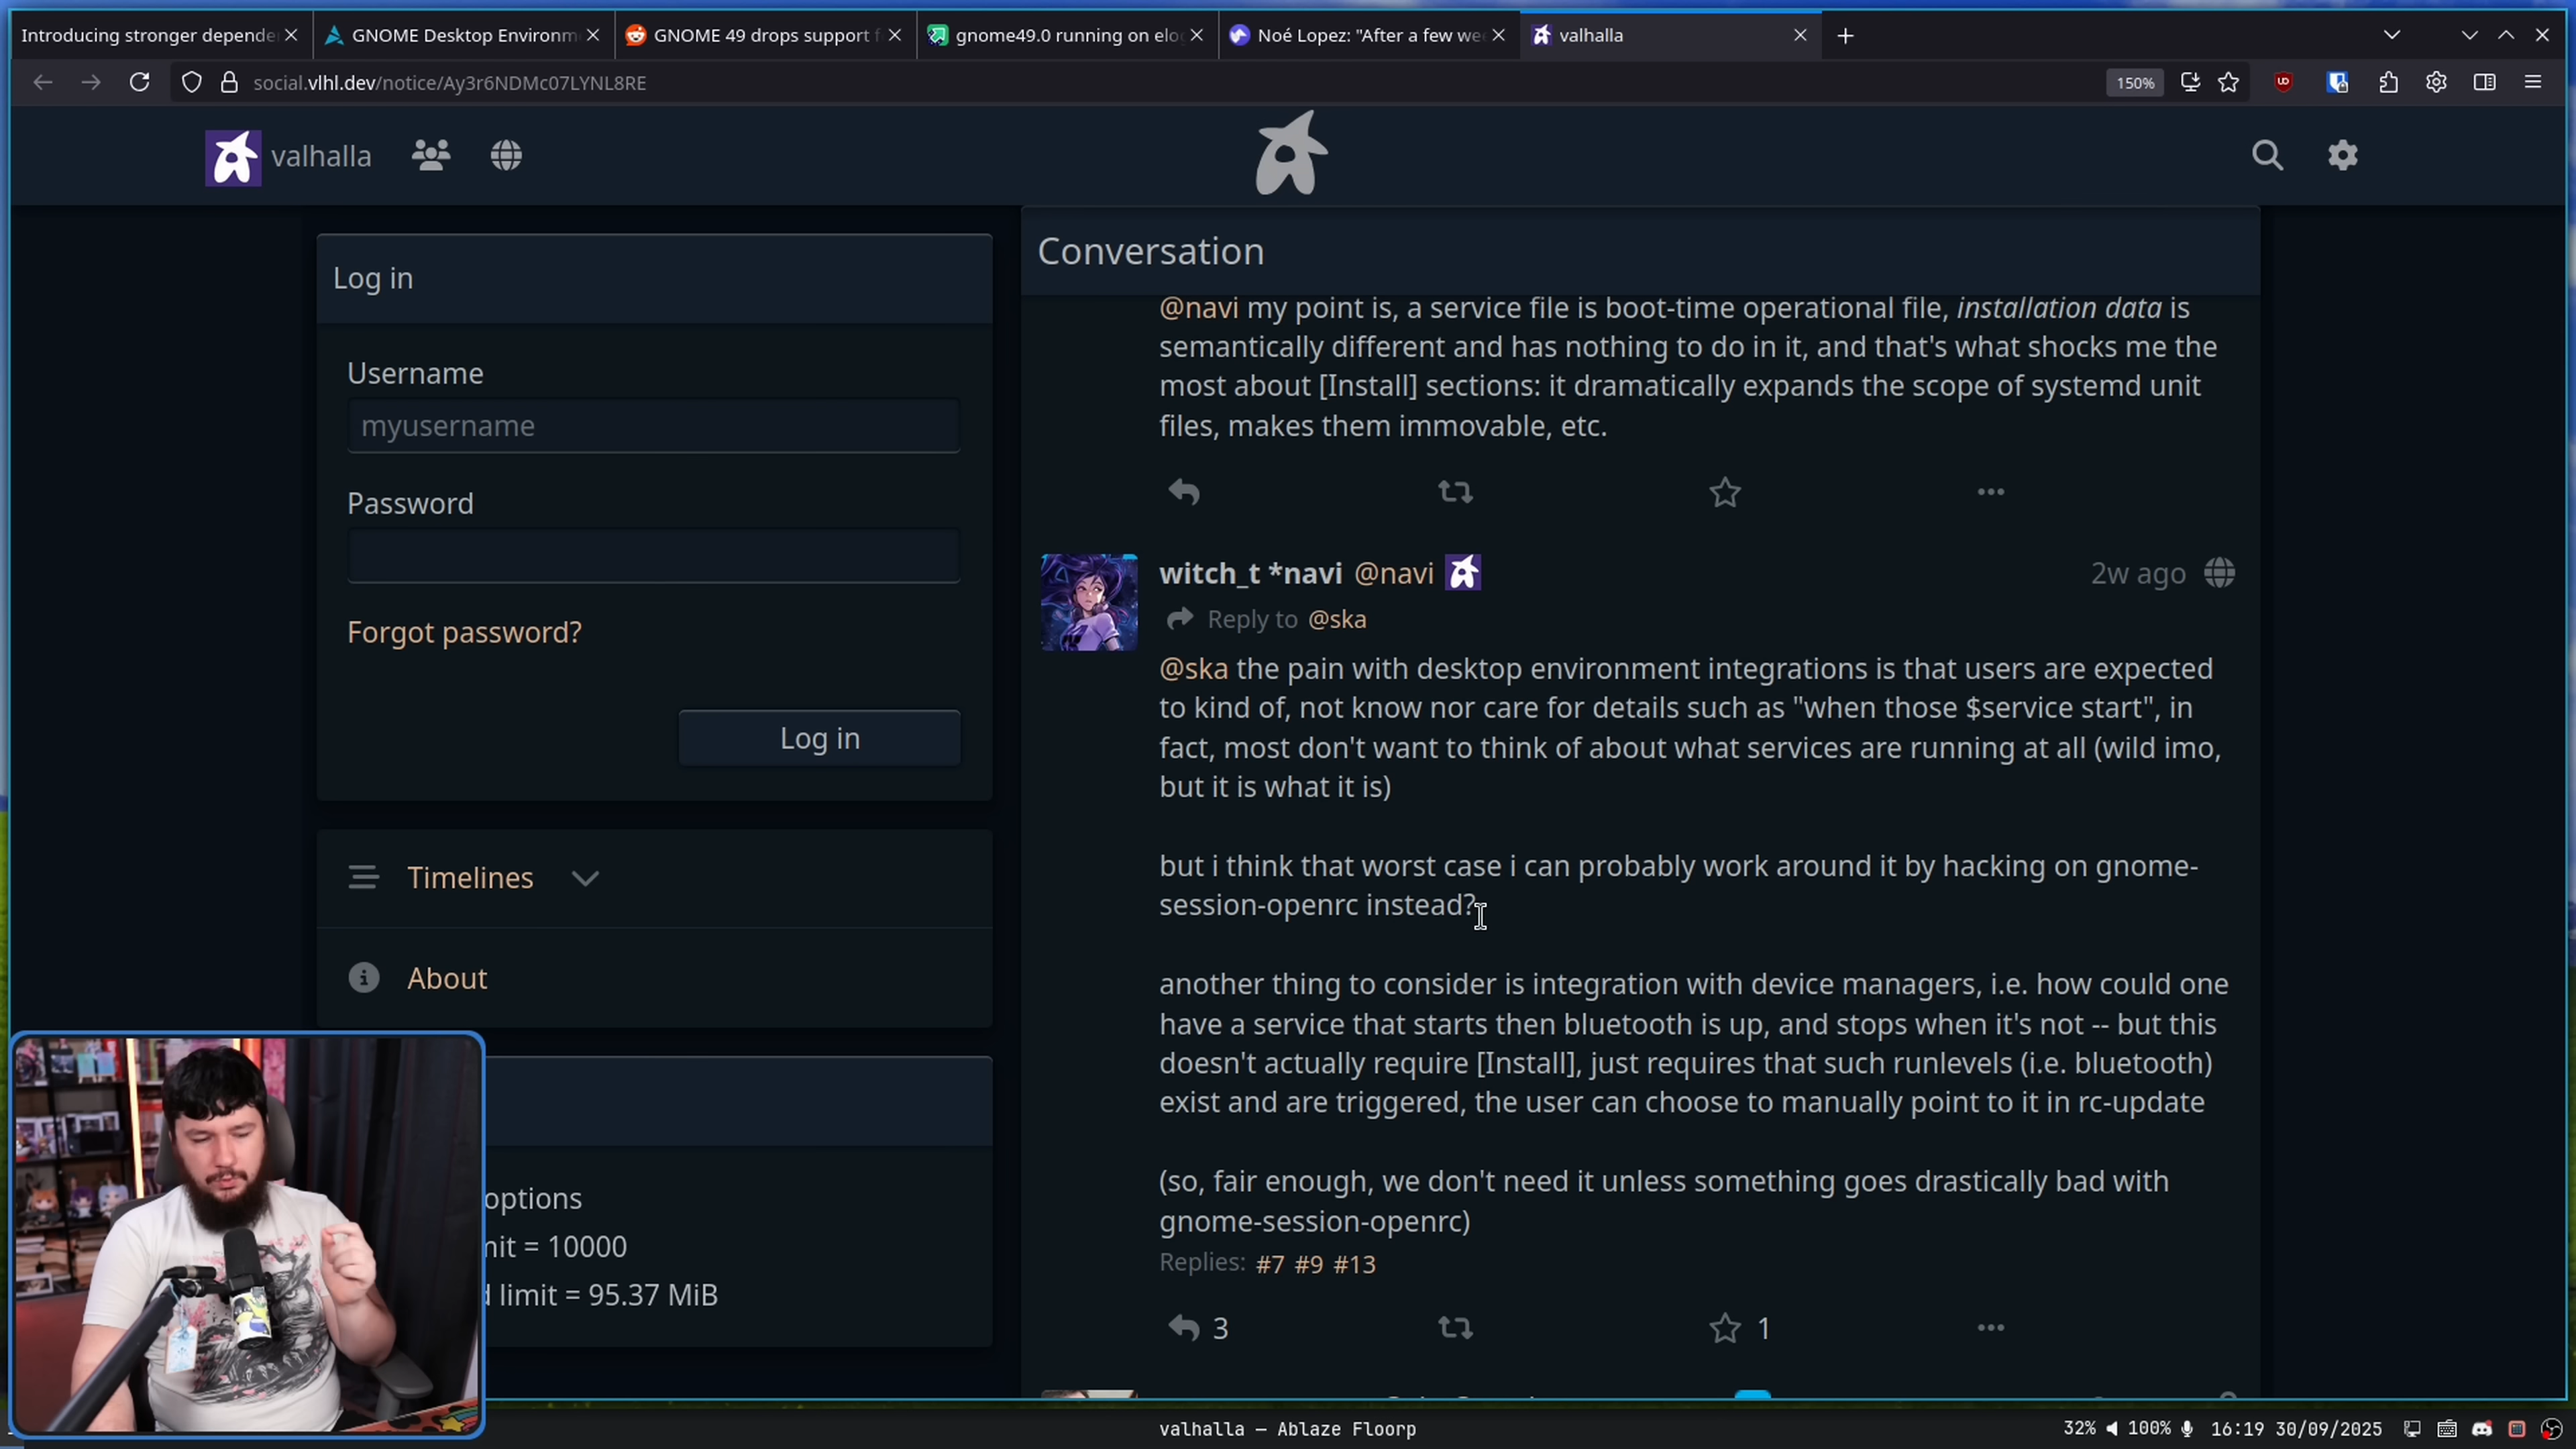 Introducing stronger depende
GNOME Desktop Environm
GNOME 49 drops support f
gnome49.0 running on elog
Noé Lopez: "After a few wee
valhalla
social.vlhl.dev/notice/Ay3r6NDMc07LYNL8RE
150%
valhalla
Log in
Username
myusername
Password
Forgot password?
Log in
Timelines
About
options
nit = 10000
d limit = 95.37 MiB
Conversation
@navi my point is, a service file is boot-time operational file, installation data is
semantically different and has nothing to do in it, and that's what shocks me the
most about [Install] sections: it dramatically expands the scope of systemd unit
files, makes them immovable, etc.
witch_t *navi @navi
2w ago
Reply to @ska
@ska the pain with desktop environment integrations is that users are expected
to kind of, not know nor care for details such as "when those $service start", in
fact, most don't want to think of about what services are running at all (wild imo,
but it is what it is)
but i think that worst case i can probably work around it by hacking on gnome-
session-openrc instead?
another thing to consider is integration with device managers, i.e. how could one
have a service that starts then bluetooth is up, and stops when it's not -- but this
doesn't actually require [Install], just requires that such runlevels (i.e. bluetooth)
exist and are triggered, the user can choose to manually point to it in rc-update
(so, fair enough, we don't need it unless something goes drastically bad with
gnome-session-openrc)
Replies: #7 #9 #13
3
1
valhalla — Ablaze Floorp
32% 100% 16:19 30/09/2025